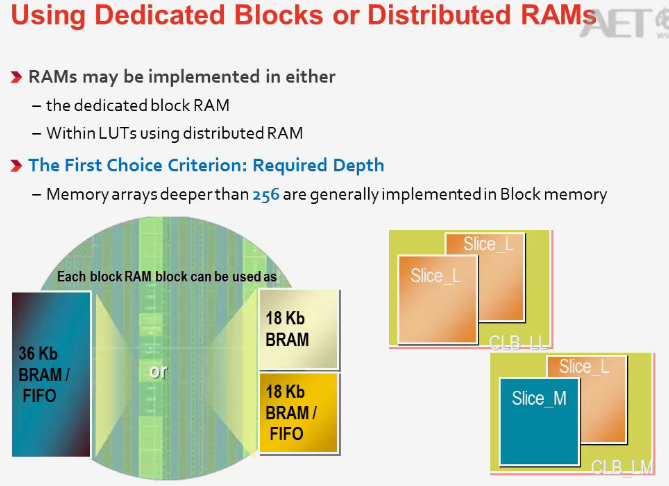 Using Dedicated Blocks or Distributed RAMs
AET
RAMs may be implemented in either
– the dedicated block RAM
– Within LUTs using distributed RAM
The First Choice Criterion: Required Depth
– Memory arrays deeper than 256 are generally implemented in Block memory
Each block RAM block can be used as
36 Kb
BRAM /
FIFO
or
18 Kb
BRAM
18 Kb
BRAM /
FIFO
Slice_L
Slice_L
CLB_LL
Slice_L
Slice_M
CLB_LM